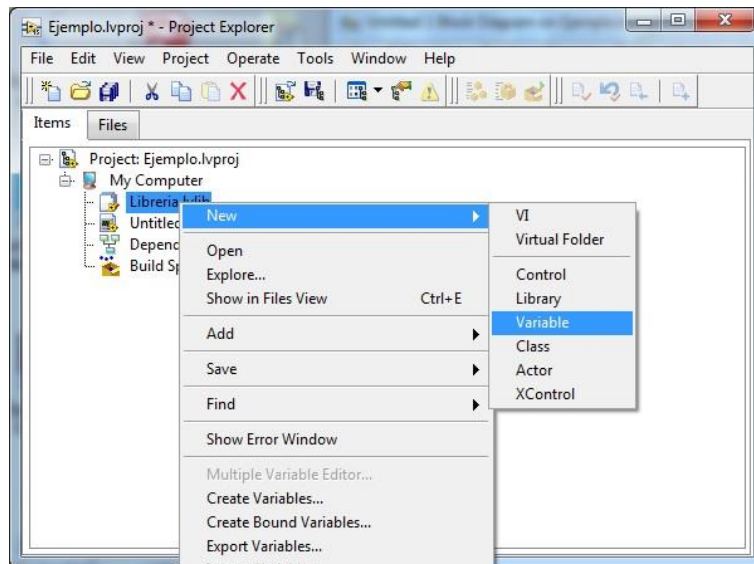 Ejemplo.lvproj * - Project Explorer
File Edit View Project Operate Tools Window Help
Items Files
Project: Ejemplo.lvproj
My Computer
Libreria.lvlib
Untitled
Depend
Build Sp
New
Open
Explore...
Show in Files View Ctrl+E
Add
Save
Find
Show Error Window
Multiple Variable Editor...
Create Variables...
Create Bound Variables...
Export Variables...
VI
Virtual Folder
Control
Library
Variable
Class
Actor
XControl